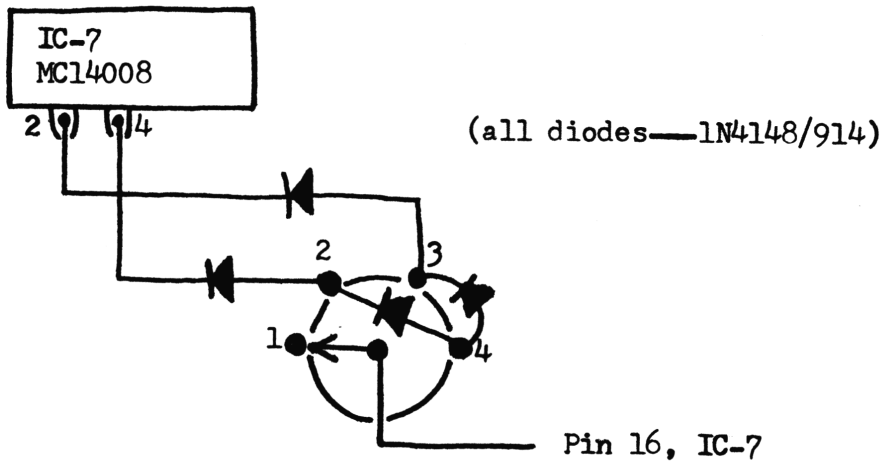 IC-7
MC14008
2 4
(all diodes—1N4148/914)
2 3
1 4
Pin 16, IC-7